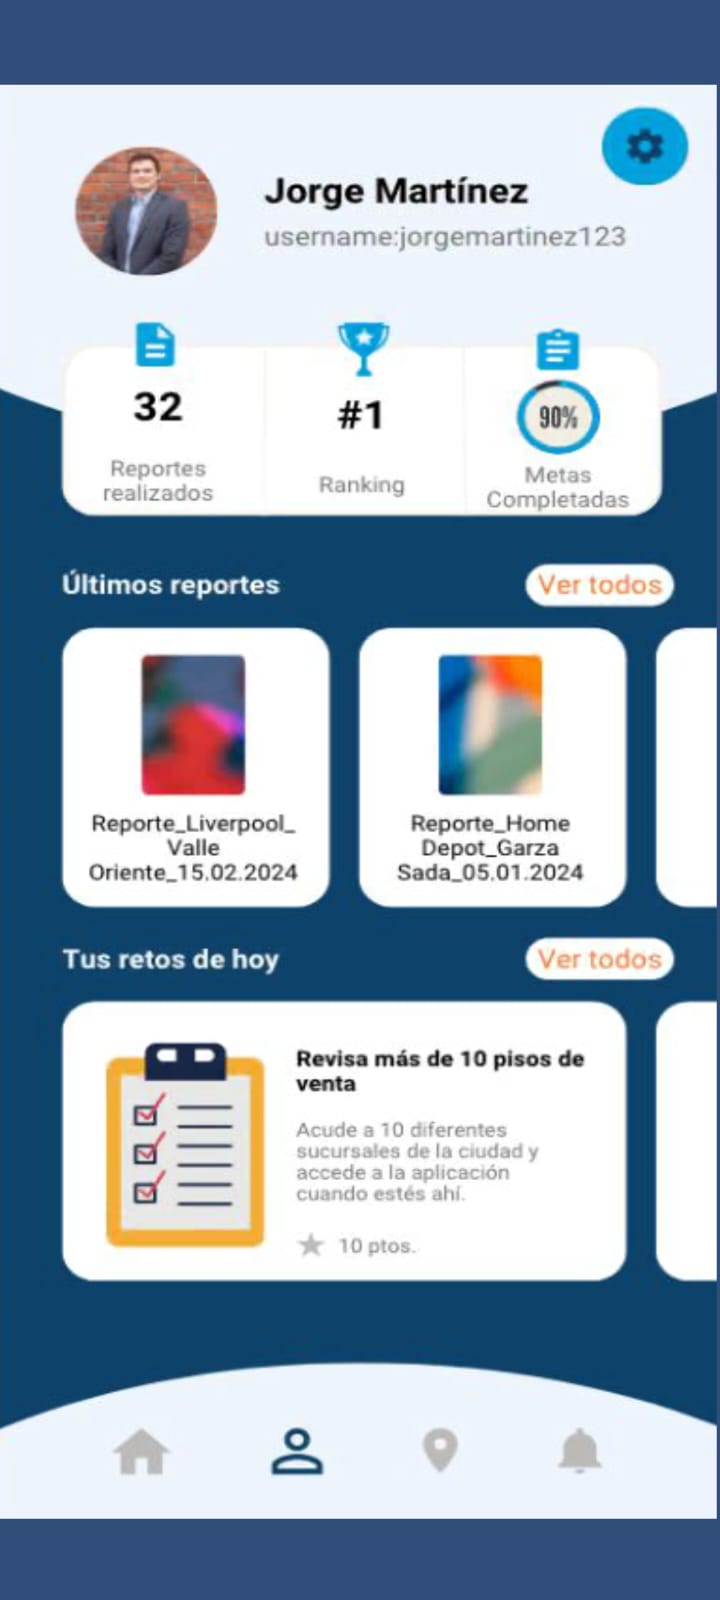 Jorge Martínez
username:jorgemartinez123
32
Reportes
realizados
#1
Ranking
90%
Metas
Completadas
Últimos reportes
Ver todos
Reporte_Liverpool_
Valle
Oriente_15.02.2024
Reporte_Home
Depot_Garza
Sada_05.01.2024
Tus retos de hoy
Ver todos
Revisa más de 10 pisos de
venta
Acude a 10 diferentes
sucursales de la ciudad y
accede a la aplicación
cuando estés ahí.
10 ptos.